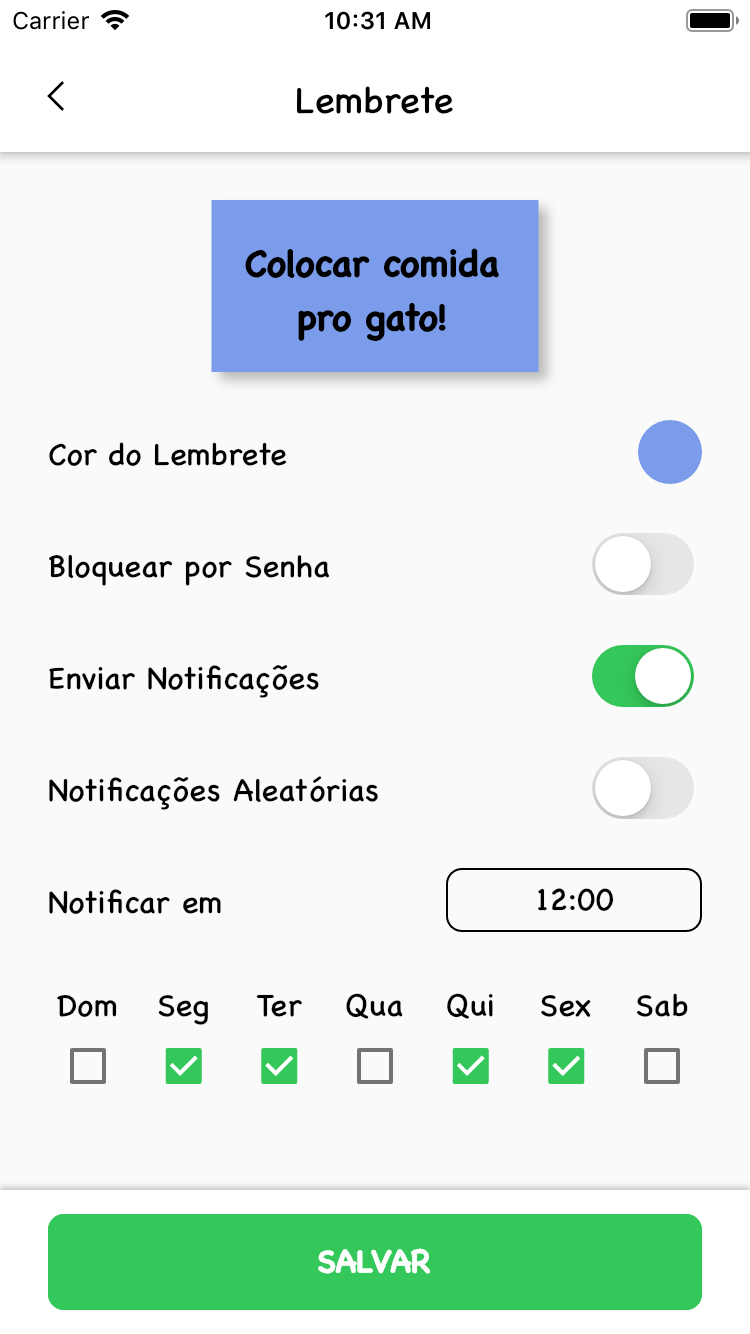 Carrier 10:31 AM
Lembrete
Colocar comida
pro gato!
Cor do Lembrete
Bloquear por Senha
Enviar Notificações
Notificações Aleatórias
Notificar em 12:00
Dom Seg Ter Qua Qui Sex Sab
SALVAR